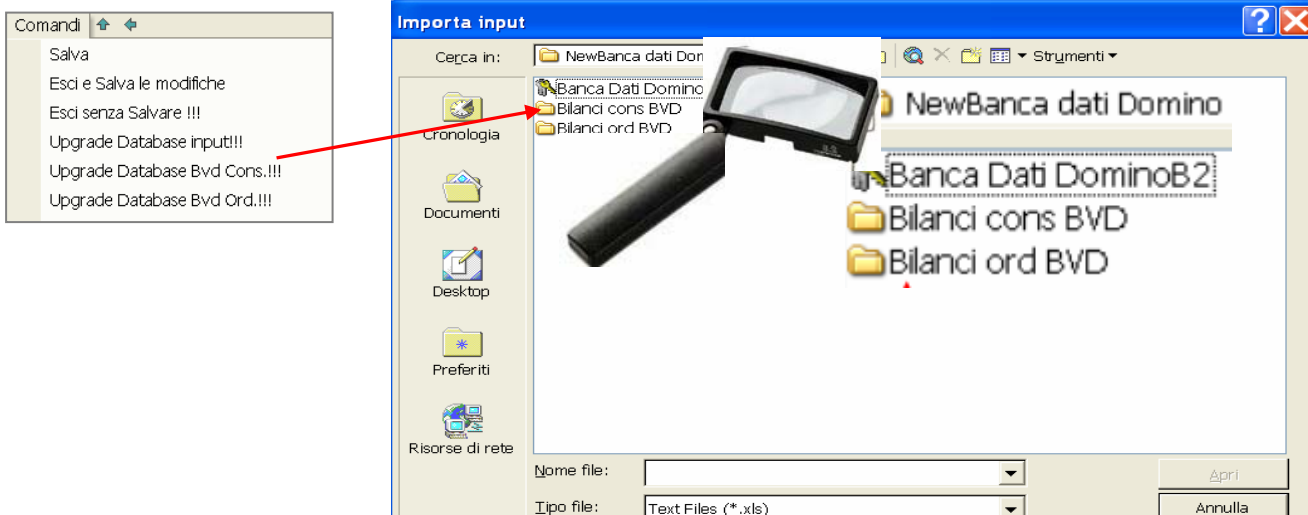 Comandi
Salva
Esci e Salva le modifiche
Esci senza Salvare !!!
Upgrade Database input!!!
Upgrade Database Bvd Cons.!!!
Upgrade Database Bvd Ord.!!!
Importa input
Cerca in:
NewBanca dati Dom
Strumenti
Cronologia
Documenti
Desktop
Preferiti
Risorse di rete
Banca Dati Domino
Bilanci cons BVD
Bilanci ord BVD
NewBanca dati Domino
Banca Dati DominoB2
Bilanci cons BVD
Bilanci ord BVD
Nome file:
Apri
Tipo file:
Text Files (*.xls)
Annulla